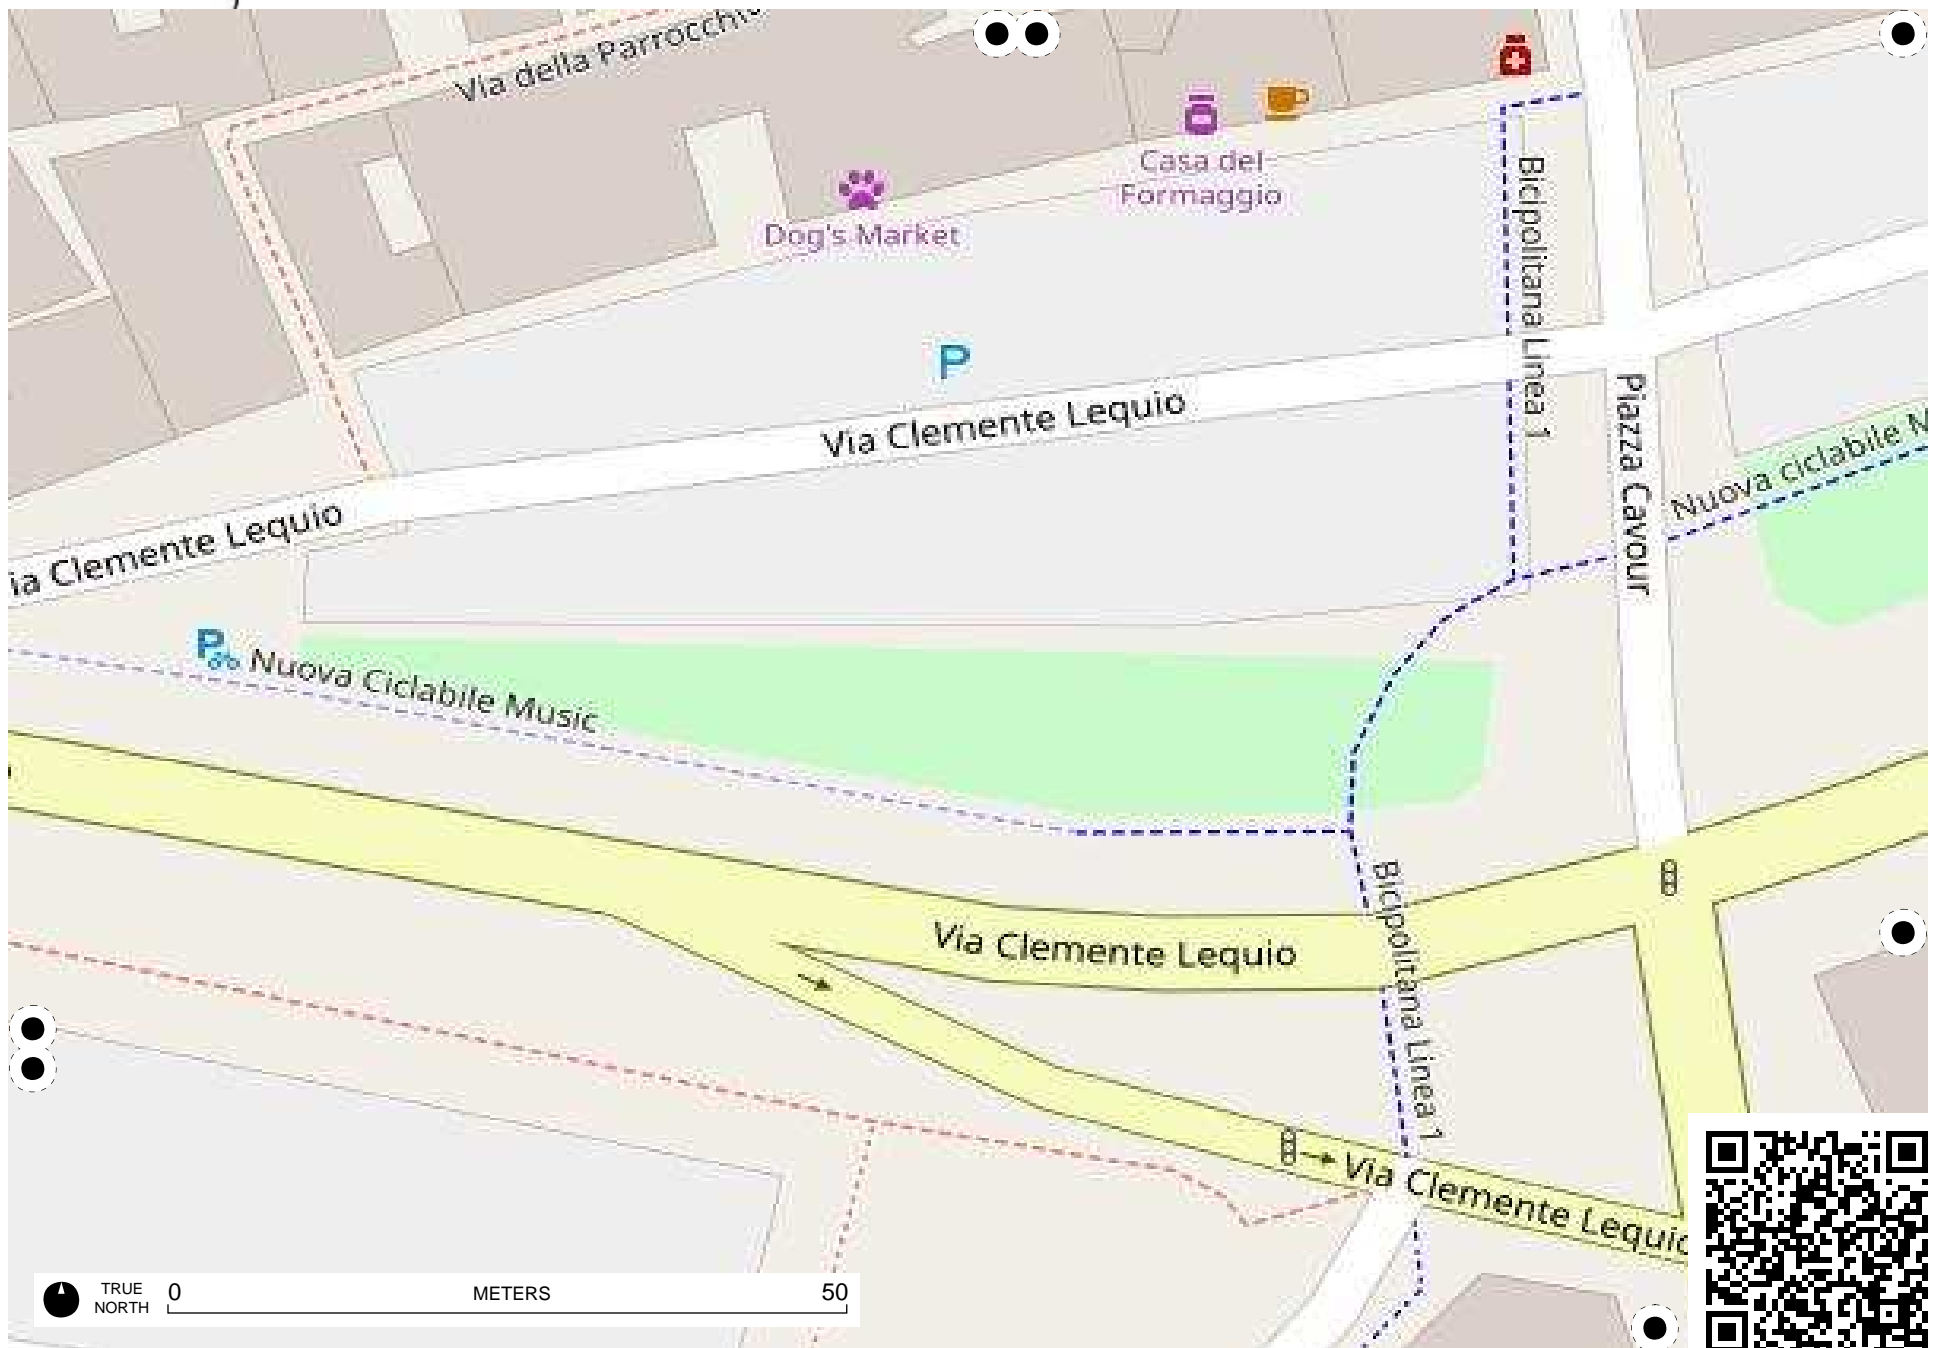 Via della Parrocchia
Casa del
Formaggio
Dog's Market
Bicipolitana Linea 1
P
Via Clemente Lequio
Piazza Cavour
Nuova ciclabile M
ia Clemente Lequio
P
Nuova Ciclabile Music
Via Clemente Lequio
Bicipolitana Linea 1
Via Clemente Lequio
TRUE
NORTH
0 METERS 50